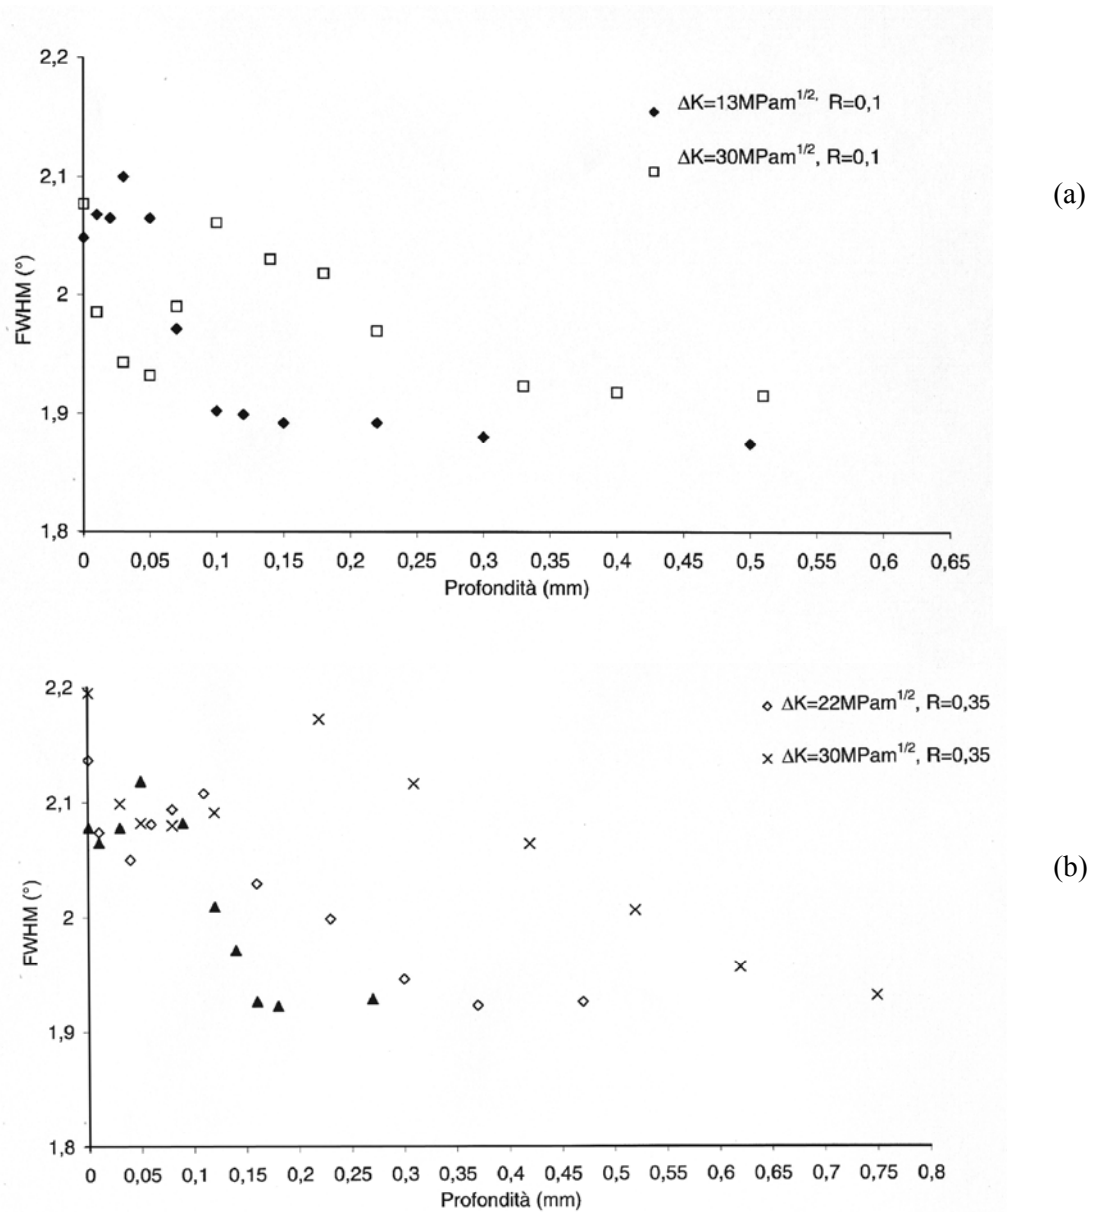 2,2
ΔK=13MPam^1/2, R=0,1
ΔK=30MPam^1/2, R=0,1
2,1
(a)
2
FWHM (°)
1,9
1,8
0 0,05 0,1 0,15 0,2 0,25 0,3 0,35 0,4 0,45 0,5 0,55 0,6 0,65
Profondità (mm)
2,2
ΔK=22MPam^1/2, R=0,35
ΔK=30MPam^1/2, R=0,35
2,1
(b)
2
FWHM (°)
1,9
1,8
0 0,05 0,1 0,15 0,2 0,25 0,3 0,35 0,4 0,45 0,5 0,55 0,6 0,65 0,7 0,75 0,8
Profondità (mm)